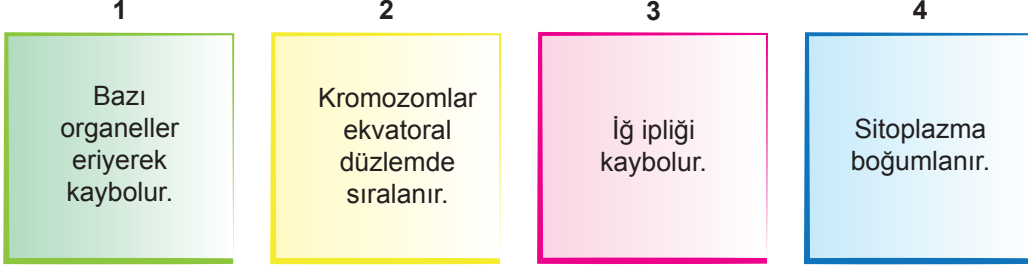 1
2
3
4
Bazı
organeller
eriyerek
kaybolur.
Kromozomlar
ekvatoral
düzlemde
sıralanır.
İğ ipliği
kaybolur.
Sitoplazma
boğumlanır.